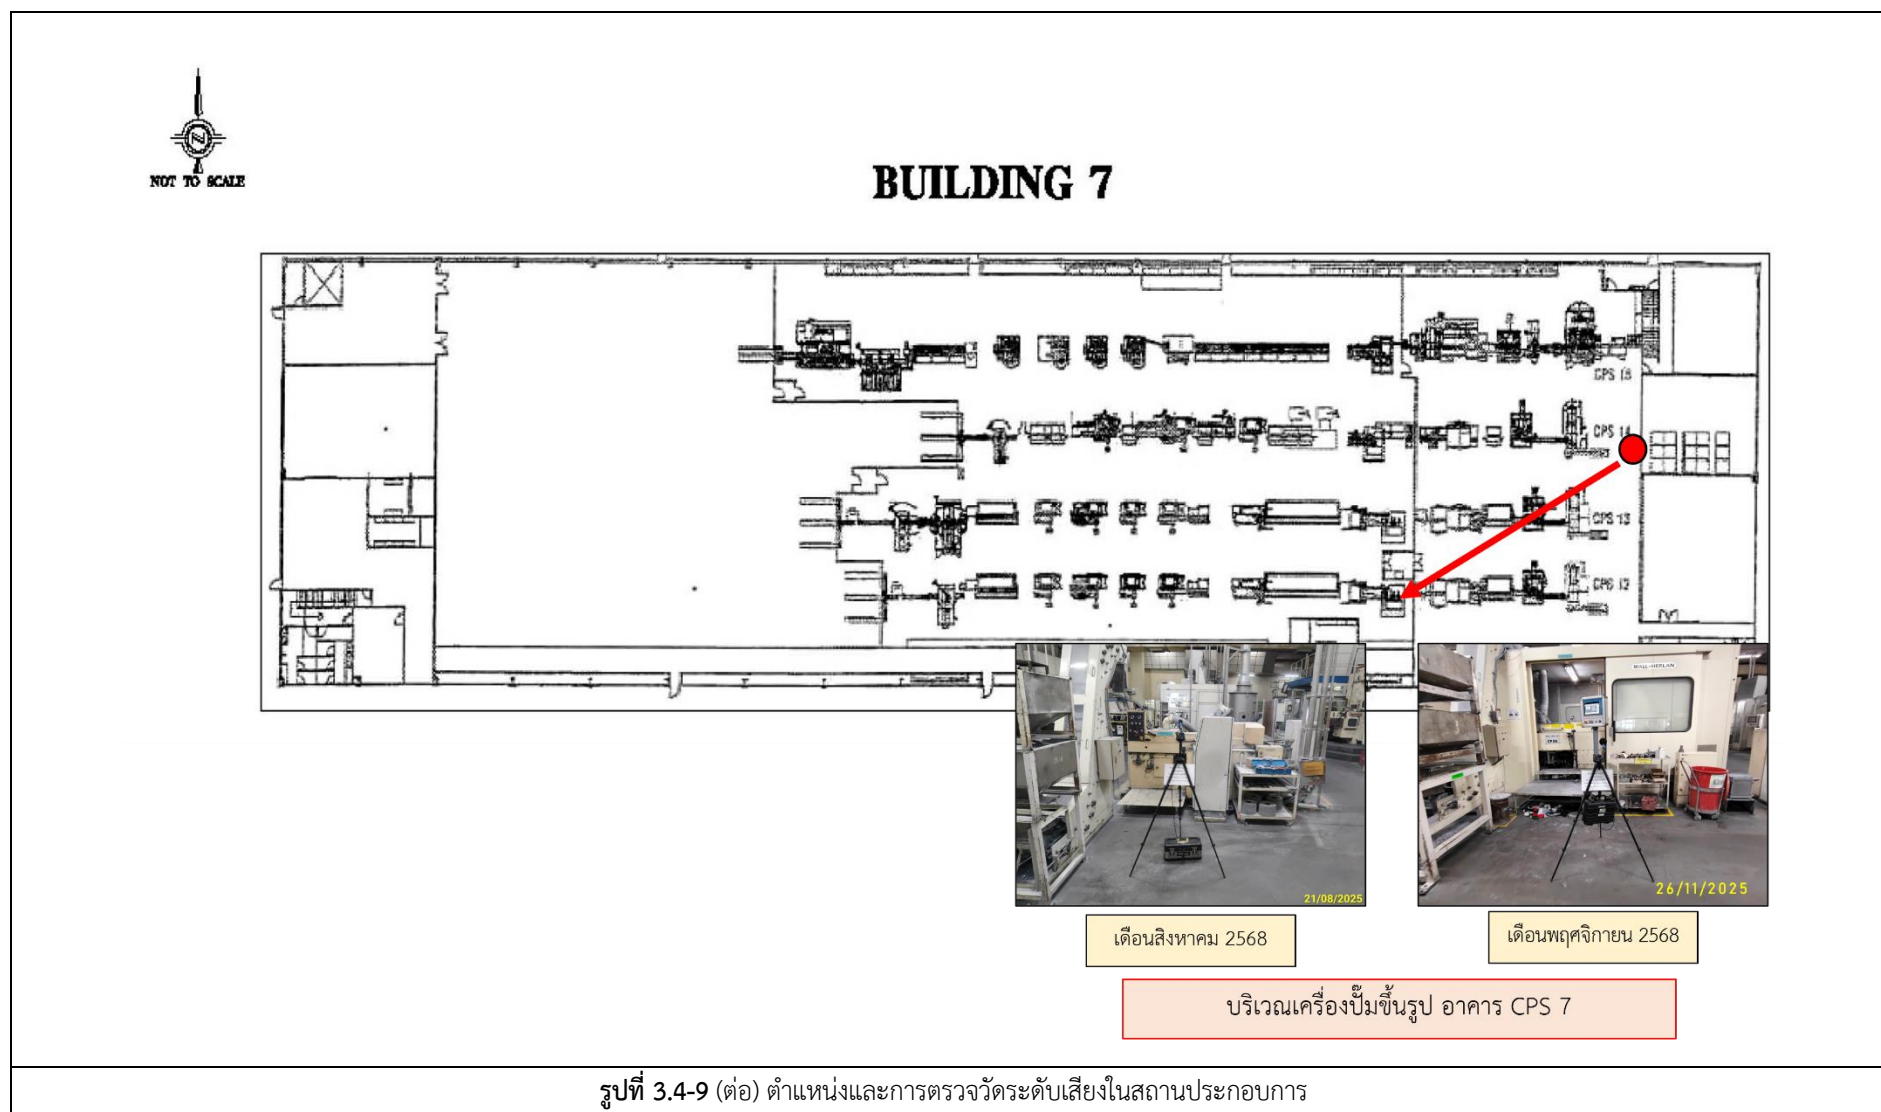 NOT TO SCALE
BUILDING 7
CPS 15
CPS 14
CPS 13
CPS 12
WALL-HERLAN
21/08/2025
26/11/2025
เดือนสิงหาคม 2568
เดือนพฤศจิกายน 2568
บริเวณเครื่องปั๊มขึ้นรูป อาคาร CPS 7
รูปที่ 3.4-9 (ต่อ) ตำแหน่งและการตรวจวัดระดับเสียงในสถานประกอบการ